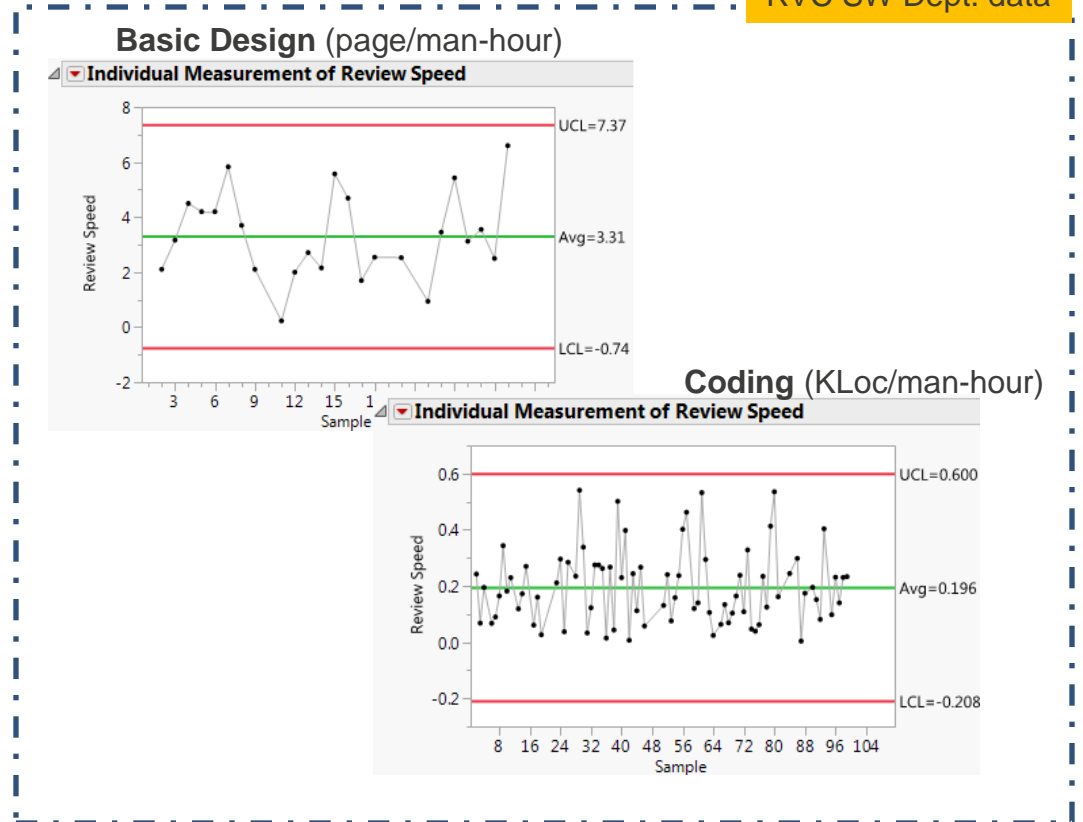 SW Dept. data
Basic Design (page/man-hour)
Individual Measurement of Review Speed
8
6
4
2
0
-2
Review Speed
UCL=7.37
Avg=3.31
LCL=-0.74
3 6 9 12 15 1
Sample
Coding (KLoc/man-hour)
Individual Measurement of Review Speed
0.6
0.4
0.2
0.0
-0.2
Review Speed
UCL=0.600
Avg=0.196
LCL=-0.208
8 16 24 32 40 48 56 64 72 80 88 96 104
Sample